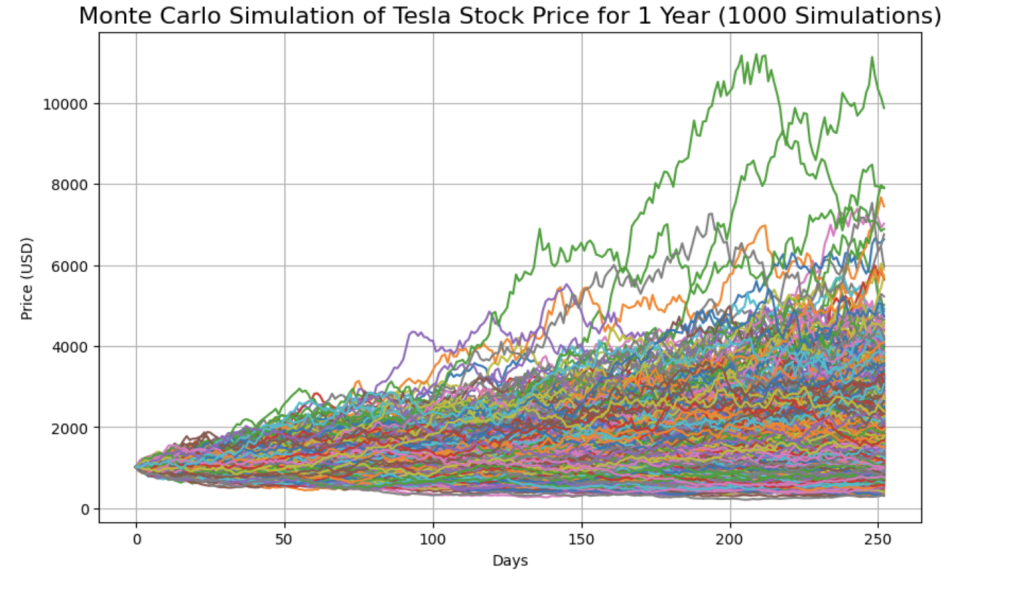 Monte Carlo Simulation of Tesla Stock Price for 1 Year (1000 Simulations)
Price (USD)
10000
8000
6000
4000
2000
0
0 50 100 150 200 250
Days